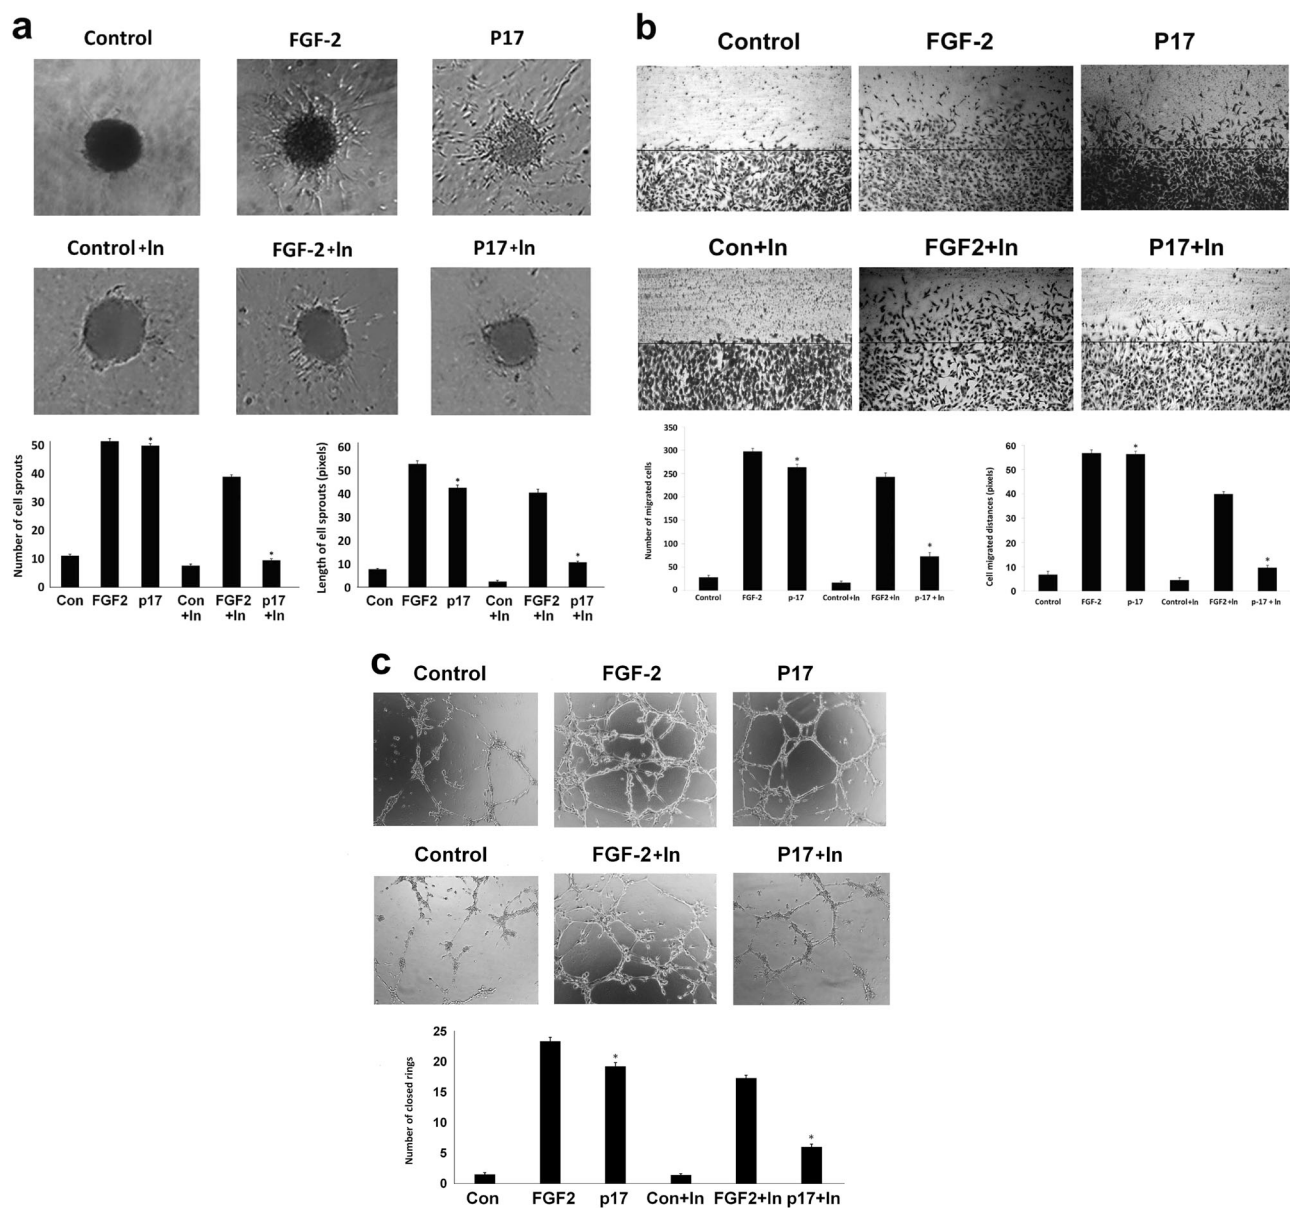 a
Control FGF-2 P17
Control+In FGF-2+In P17+In
Number of cell sprouts
50
40
30
20
10
0
*
*
Con FGF2 p17 Con FGF2 p17
+In +In +In
Length of ell sprouts (pixels)
60
50
40
30
20
10
0
*
*
Con FGF2 p17 Con FGF2 p17
+In +In +In
b
Control FGF-2 P17
Con+In FGF2+In P17+In
Number of migrated cells
350
300
250
200
150
100
50
0
*
*
Control FGF-2 p-17 Control+In FGF2+In p-17 + In
Cell migrated distances (pixels)
60
50
40
30
20
10
0
*
*
Control FGF-2 p-17 Control+In FGF2+In p-17 + In
c
Control FGF-2 P17
Control FGF-2+In P17+In
Number of closed rings
25
20
15
10
5
0
*
*
Con FGF2 p17 Con+In FGF2+In p17+In